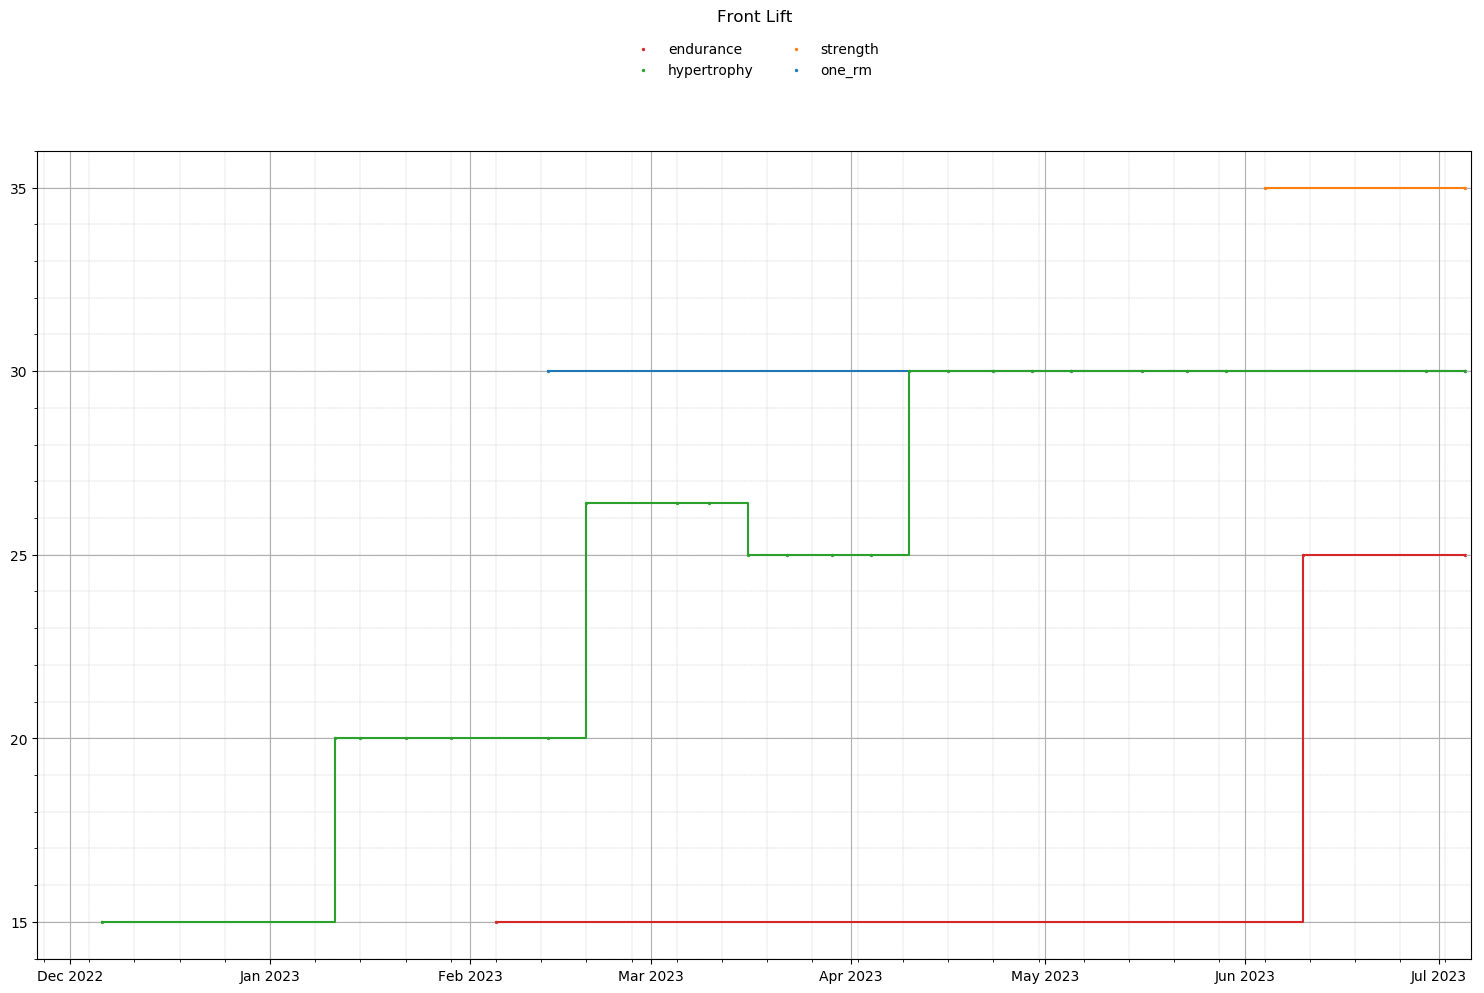 Front Lift
endurance
hypertrophy
strength
one_rm
35
30
25
20
15
Dec 2022
Jan 2023
Feb 2023
Mar 2023
Apr 2023
May 2023
Jun 2023
Jul 2023